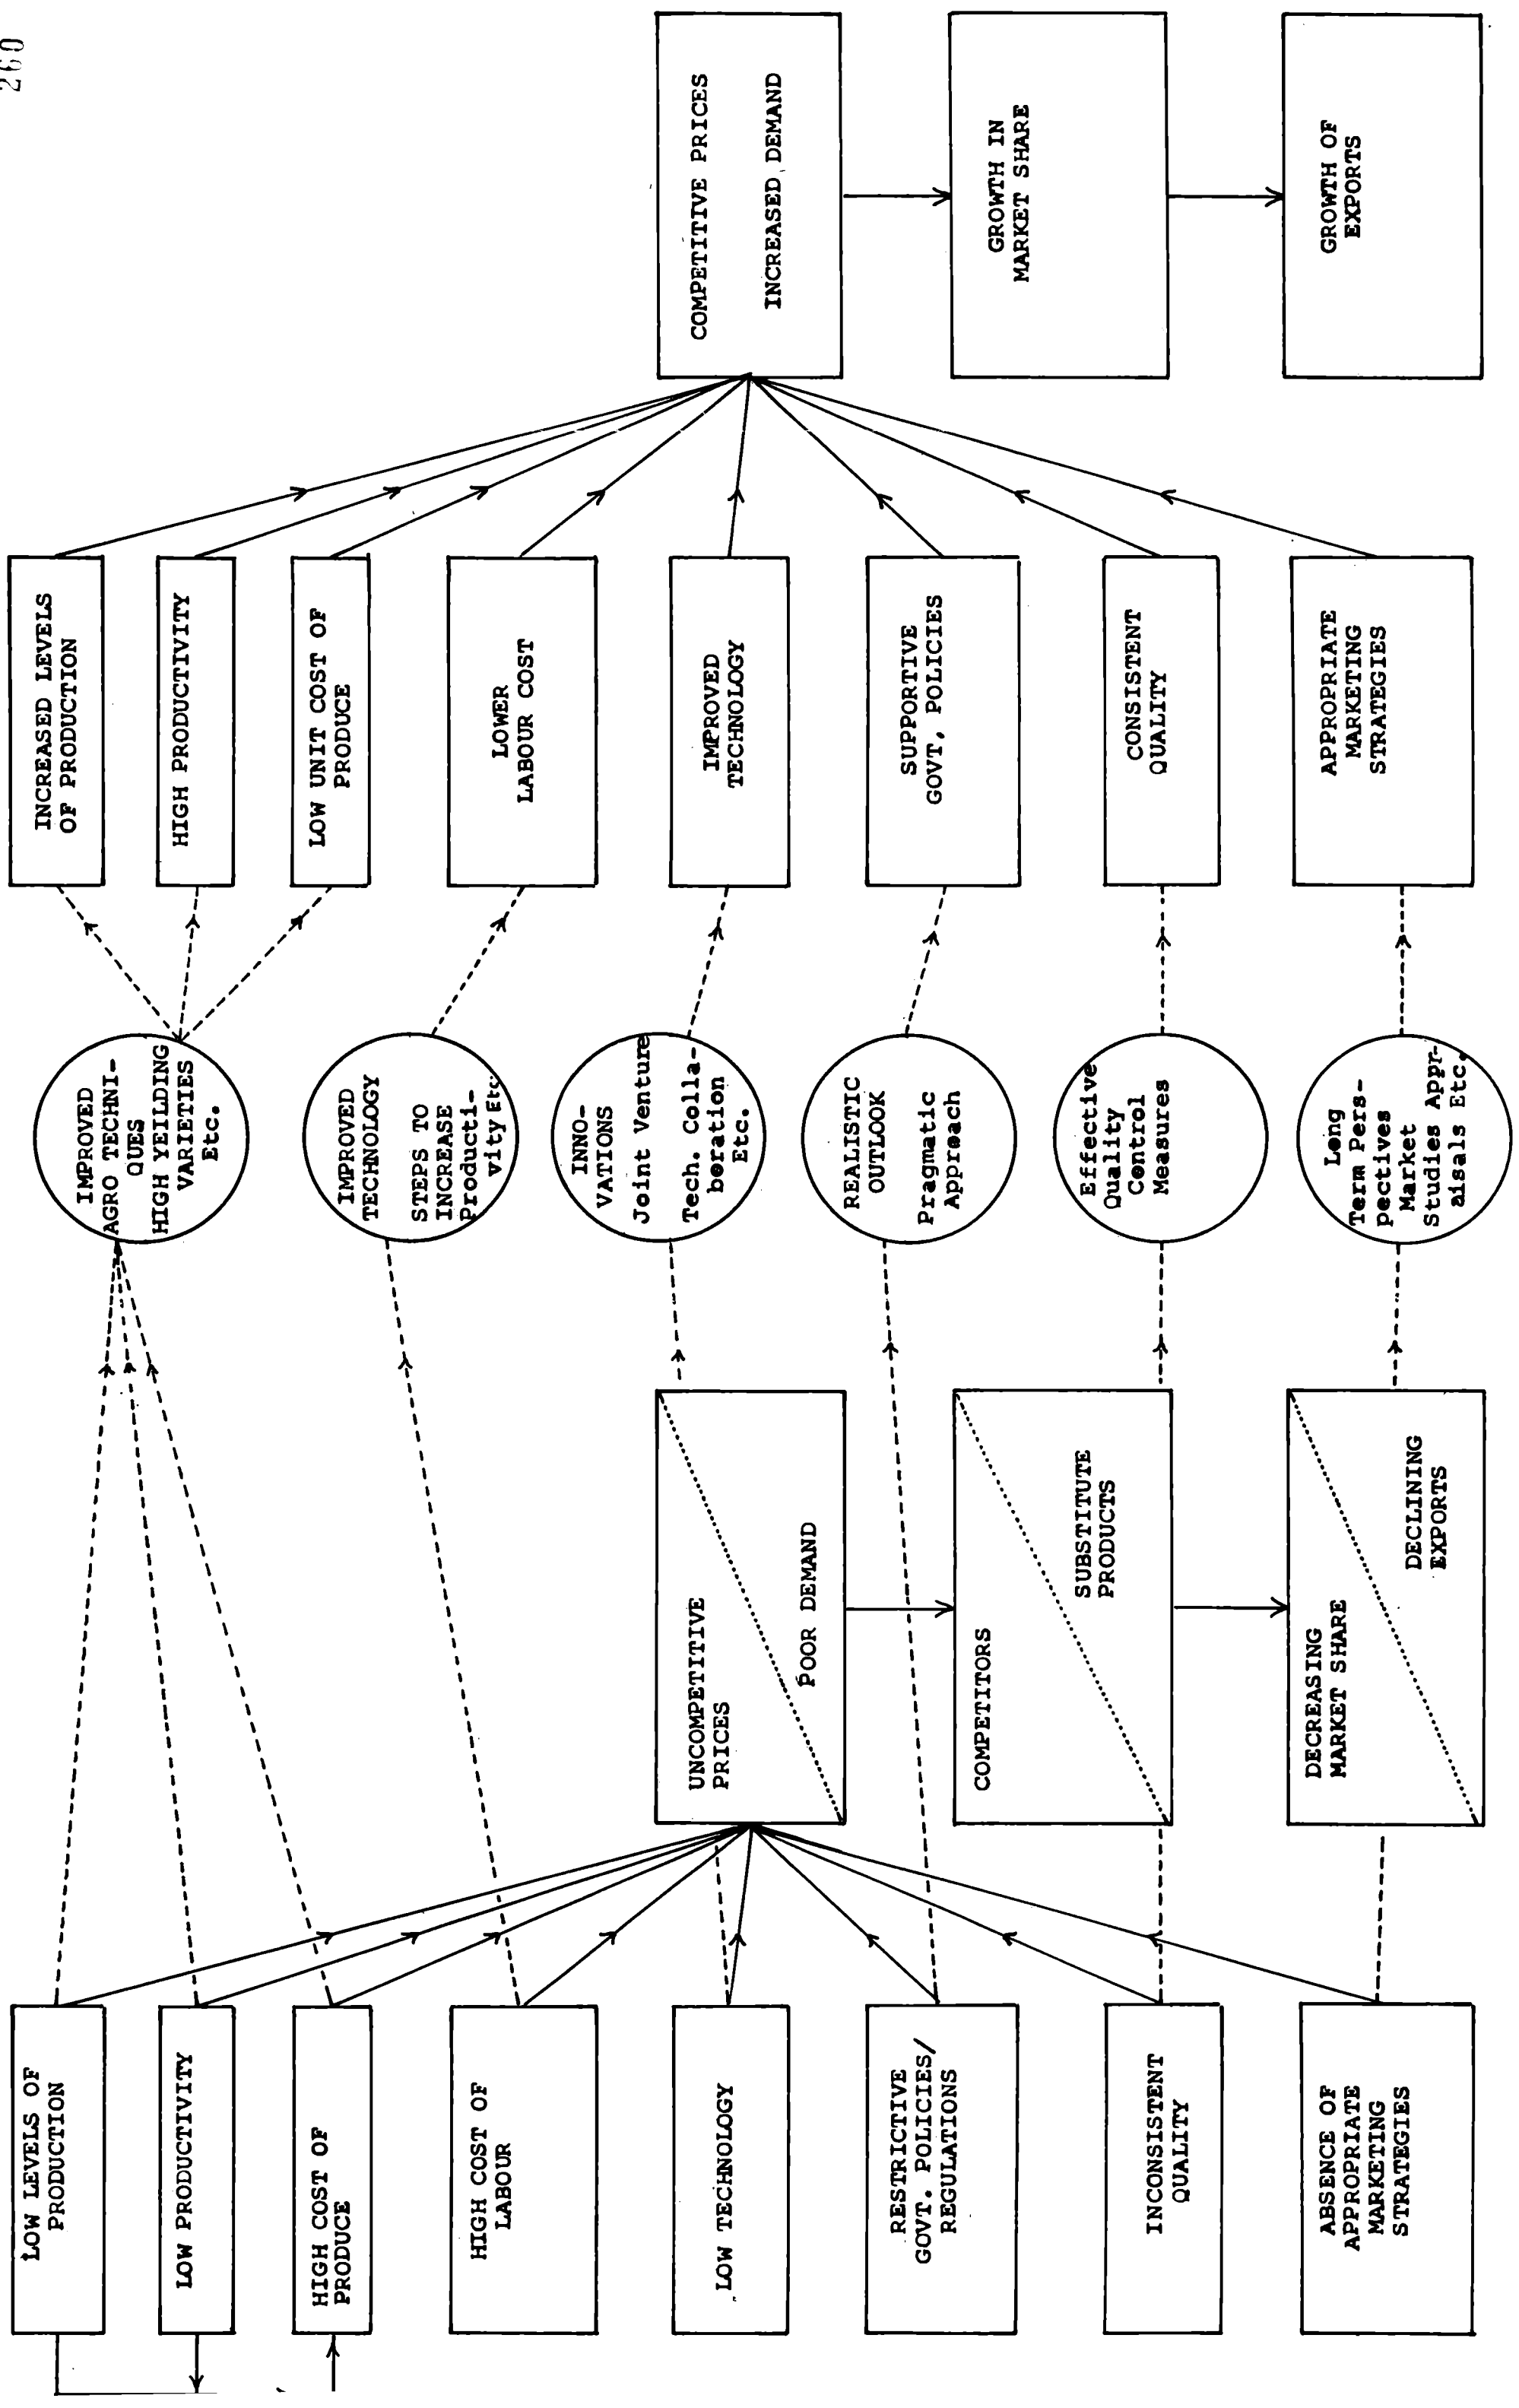 260
LOW LEVELS OF
PRODUCTION
LOW PRODUCTIVITY
HIGH COST OF
PRODUCE
HIGH COST OF
LABOUR
LOW TECHNOLOGY
RESTRICTIVE
GOVT. POLICIES/
REGULATIONS
INCONSISTENT
QUALITY
ABSENCE OF
APPROPRIATE
MARKETING
STRATEGIES
UNCOMPETITIVE
PRICES
POOR DEMAND
COMPETITORS
SUBSTITUTE
PRODUCTS
DECREASING
MARKET SHARE
DECLINING
EXPORTS
IMPROVED
AGRO TECHNI-
QUES
HIGH YEILDING
VARIETIES
Etc.
IMPROVED
TECHNOLOGY
STEPS TO
INCREASE
Producti-
vity Etc.
INNO-
VATIONS
Joint Venture
Tech. Colla-
boration
Etc.
REALISTIC
OUTLOOK
Pragmatic
Approach
Effective
Quality
Control
Measures
Long
Term Pers-
pectives
Market
Studies Appr-
aisals Etc.
INCREASED LEVELS
OF PRODUCTION
HIGH PRODUCTIVITY
LOW UNIT COST OF
PRODUCE
LOWER
LABOUR COST
IMPROVED
TECHNOLOGY
SUPPORTIVE
GOVT, POLICIES
CONSISTENT
QUALITY
APPROPRIATE
MARKETING
STRATEGIES
COMPETITIVE PRICES
INCREASED DEMAND
GROWTH IN
MARKET SHARE
GROWTH OF
EXPORTS